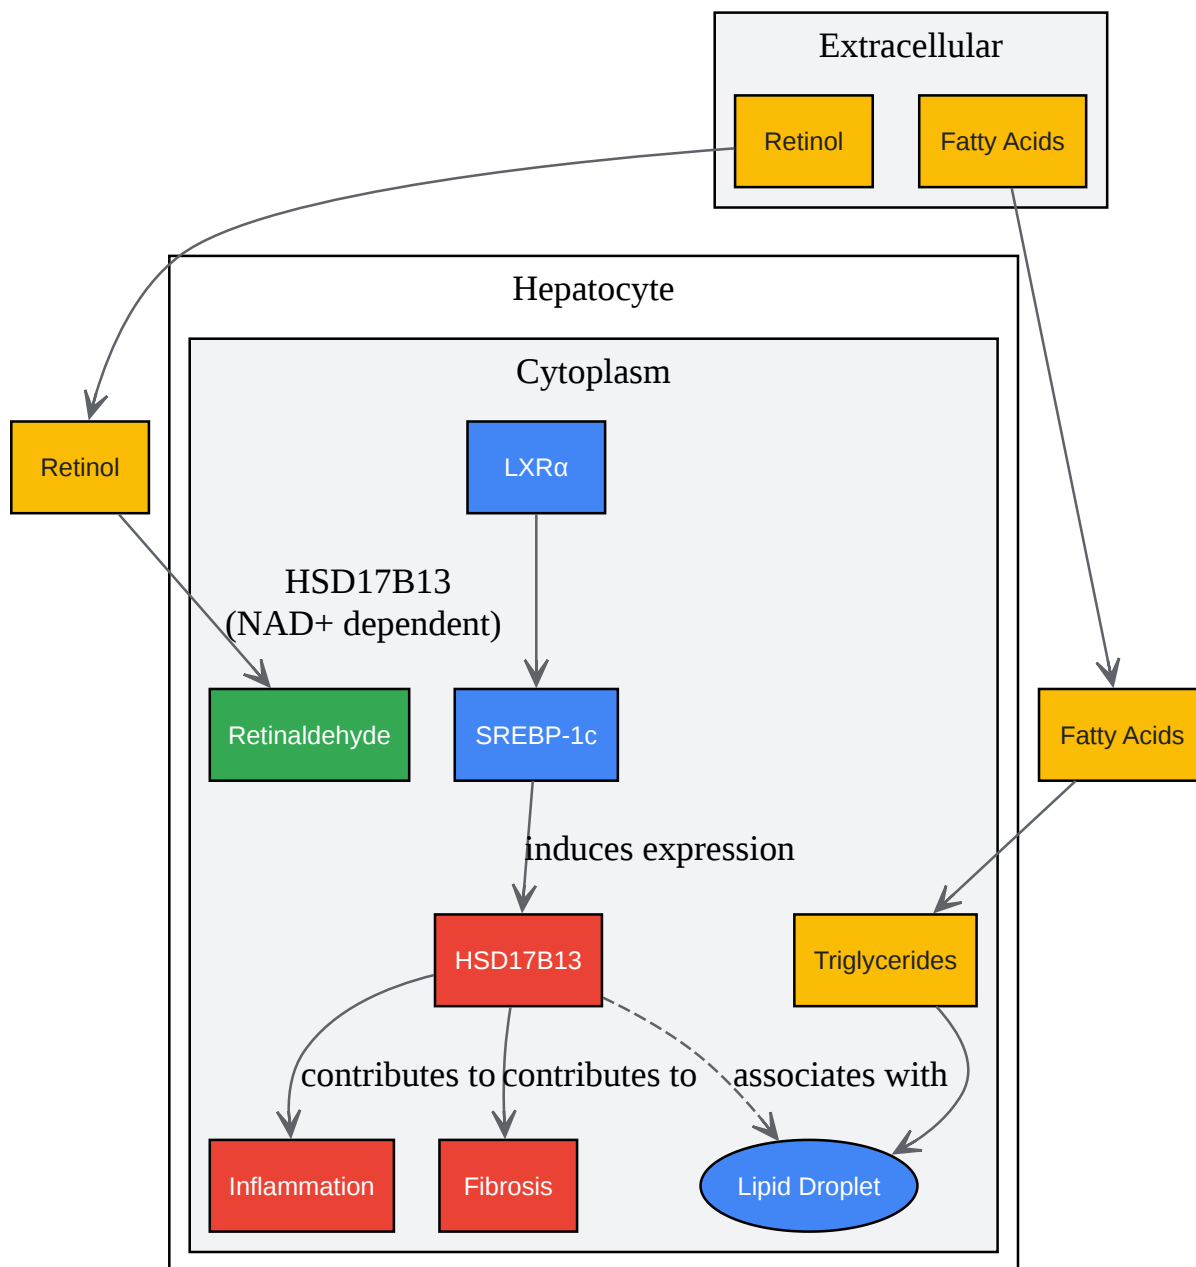 Extracellular
Retinol
Fatty Acids
Hepatocyte
Cytoplasm
Retinol
LXRα
HSD17B13
(NAD+ dependent)
Retinaldehyde
SREBP-1c
Fatty Acids
induces expression
HSD17B13
Triglycerides
contributes to
contributes to
associates with
Inflammation
Fibrosis
Lipid Droplet